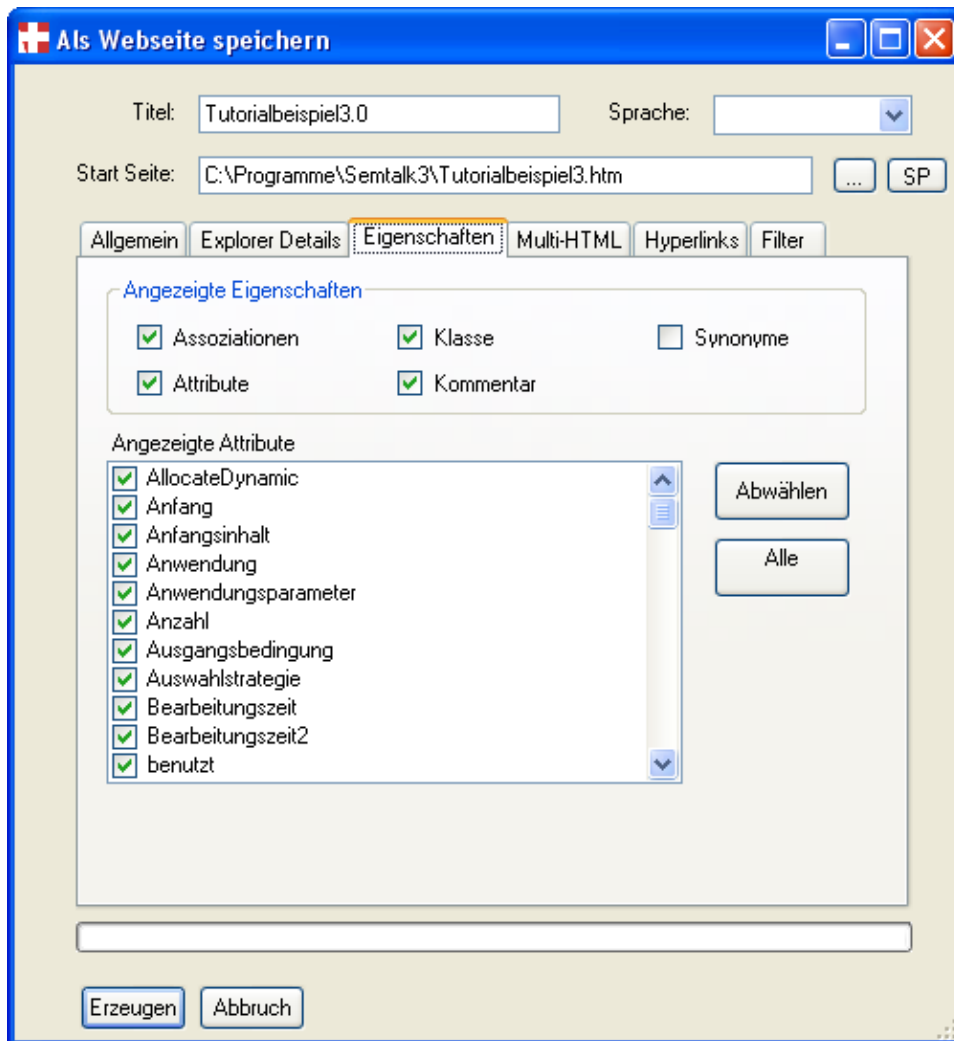 Als Webseite speichern
Titel: Tutorialbeispiel3.0 Sprache:
Start Seite: C:\Programme\Semtalk3\Tutorialbeispiel3.htm ... SP
Allgemein Explorer Details Eigenschaften Multi-HTML Hyperlinks Filter
Angezeigte Eigenschaften
Assoziationen Klasse Synonyme
Attribute Kommentar
Angezeigte Attribute
AllocateDynamic
Anfang
Anfangsinhalt
Anwendung
Anwendungsparameter
Anzahl
Ausgangsbedingung
Auswahlstrategie
Bearbeitungszeit
Bearbeitungszeit2
benutzt
Abwählen
Alle
Erzeugen Abbruch